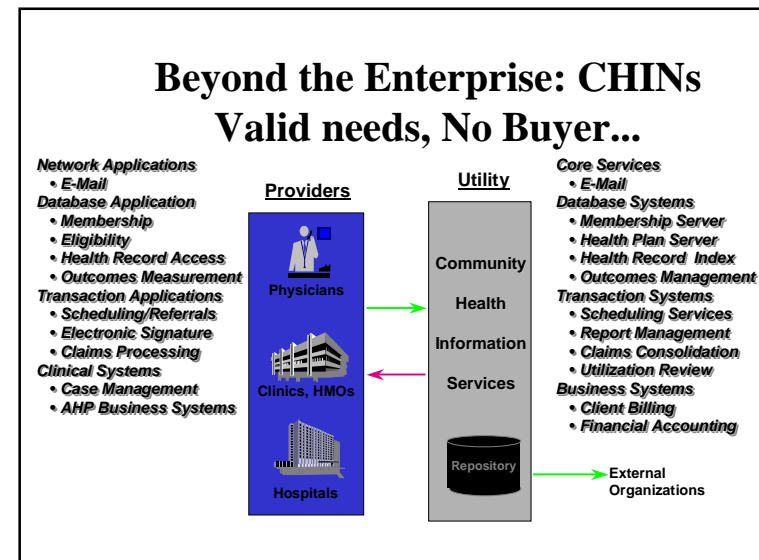 Beyond the Enterprise: CHINs
Valid needs, No Buyer...
Network Applications
• E-Mail
Database Application
• Membership
• Eligibility
• Health Record Access
• Outcomes Measurement
Transaction Applications
• Scheduling/Referrals
• Electronic Signature
• Claims Processing
Clinical Systems
• Case Management
• AHP Business Systems
Providers
Physicians
Clinics, HMOs
Hospitals
Utility
Community
Health
Information
Services
Repository
Core Services
• E-Mail
Database Systems
• Membership Server
• Health Plan Server
• Health Record Index
• Outcomes Management
Transaction Systems
• Scheduling Services
• Report Management
• Claims Consolidation
• Utilization Review
Business Systems
• Client Billing
• Financial Accounting
External
Organizations